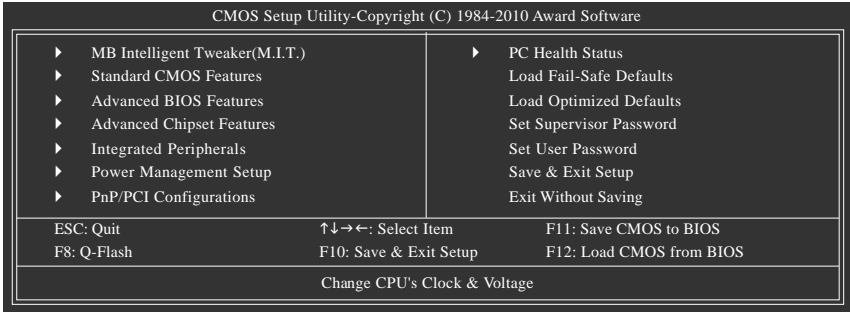 CMOS Setup Utility-Copyright (C) 1984-2010 Award Software
MB Intelligent Tweaker(M.I.T.)
Standard CMOS Features
Advanced BIOS Features
Advanced Chipset Features
Integrated Peripherals
Power Management Setup
PnP/PCI Configurations
PC Health Status
Load Fail-Safe Defaults
Load Optimized Defaults
Set Supervisor Password
Set User Password
Save & Exit Setup
Exit Without Saving
ESC: Quit
↑↓→←: Select Item
F11: Save CMOS to BIOS
F8: Q-Flash
F10: Save & Exit Setup
F12: Load CMOS from BIOS
Change CPU's Clock & Voltage